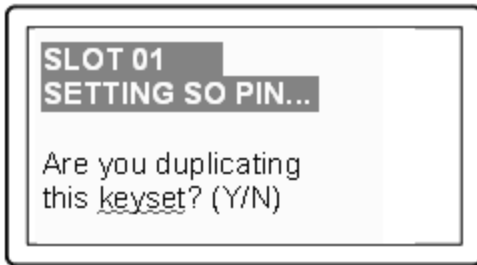 SLOT 01
SETTING SO PIN...
Are you duplicating
this keyset? (Y/N)